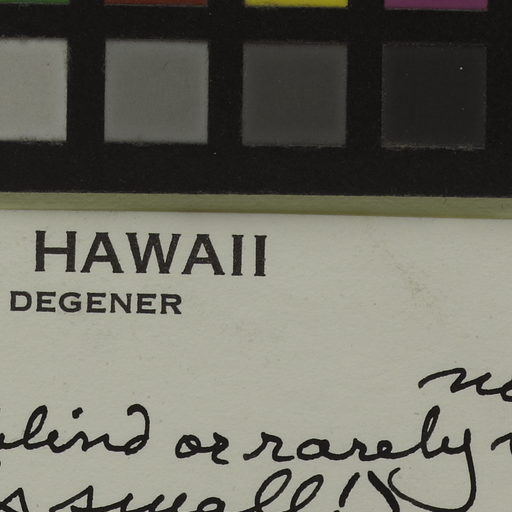 HAWAII
DEGENER
blind or rarely
small!)